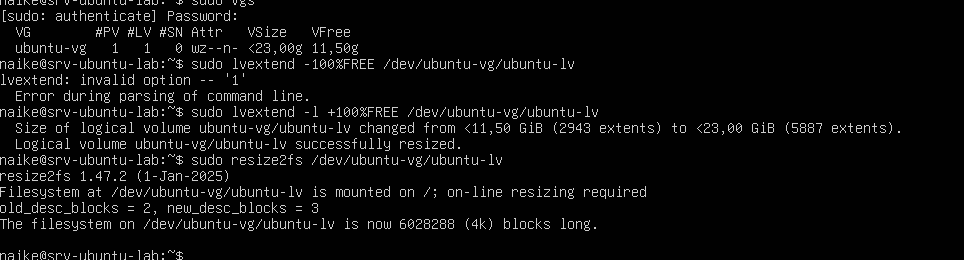 naike@srv-ubuntu-lab:~$ sudo vgs
[sudo: authenticate] Password:
  VG        #PV #LV #SN Attr   VSize   VFree
  ubuntu-vg   1   1   0 wz--n- <23,00g 11,50g
naike@srv-ubuntu-lab:~$ sudo lvextend -100%FREE /dev/ubuntu-vg/ubuntu-lv
lvextend: invalid option -- '1'
  Error during parsing of command line.
naike@srv-ubuntu-lab:~$ sudo lvextend -l +100%FREE /dev/ubuntu-vg/ubuntu-lv
  Size of logical volume ubuntu-vg/ubuntu-lv changed from <11,50 GiB (2943 extents) to <23,00 GiB (5887 extents).
  Logical volume ubuntu-vg/ubuntu-lv successfully resized.
naike@srv-ubuntu-lab:~$ sudo resize2fs /dev/ubuntu-vg/ubuntu-lv
resize2fs 1.47.2 (1-Jan-2025)
Filesystem at /dev/ubuntu-vg/ubuntu-lv is mounted on /; on-line resizing required
old_desc_blocks = 2, new_desc_blocks = 3
The filesystem on /dev/ubuntu-vg/ubuntu-lv is now 6028288 (4k) blocks long.

naike@srv-ubuntu-lab:~$